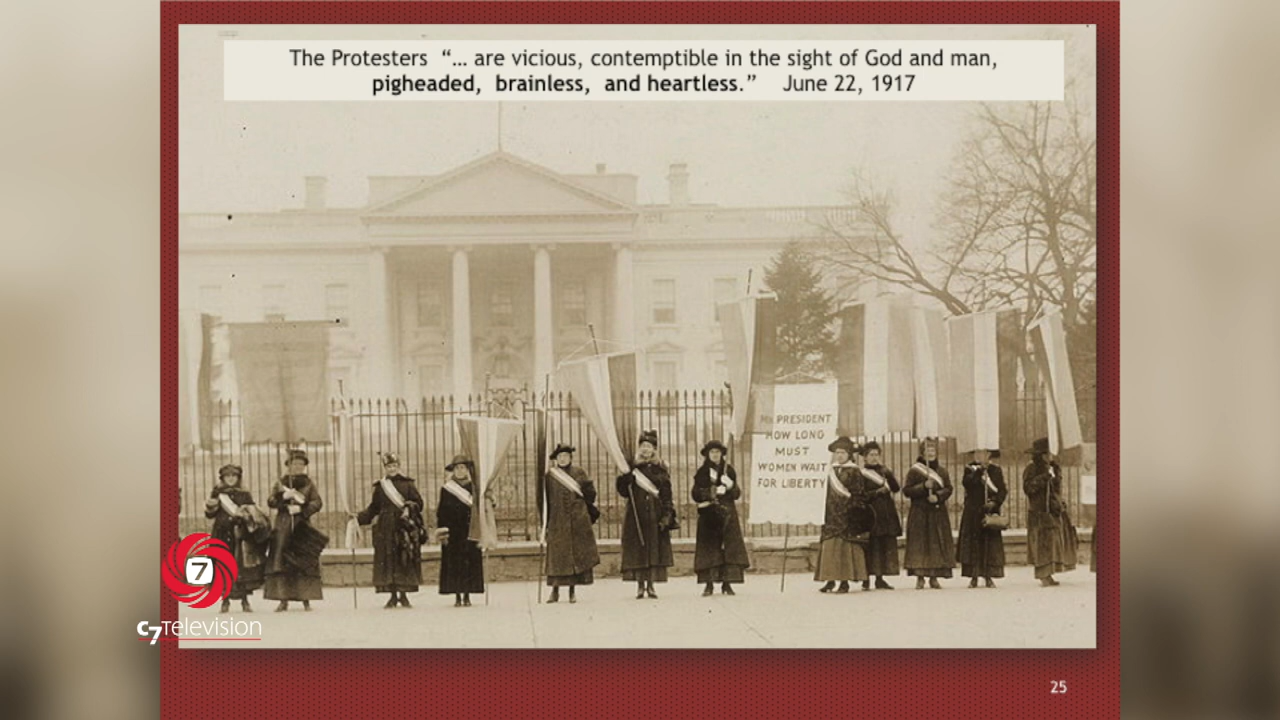 The Protesters “… are vicious, contemptible in the sight of God and man,
pigheaded, brainless, and heartless.” June 22, 1917
MR. PRESIDENT
HOW LONG
MUST
WOMEN WAIT
FOR LIBERTY
7
c7Television
25